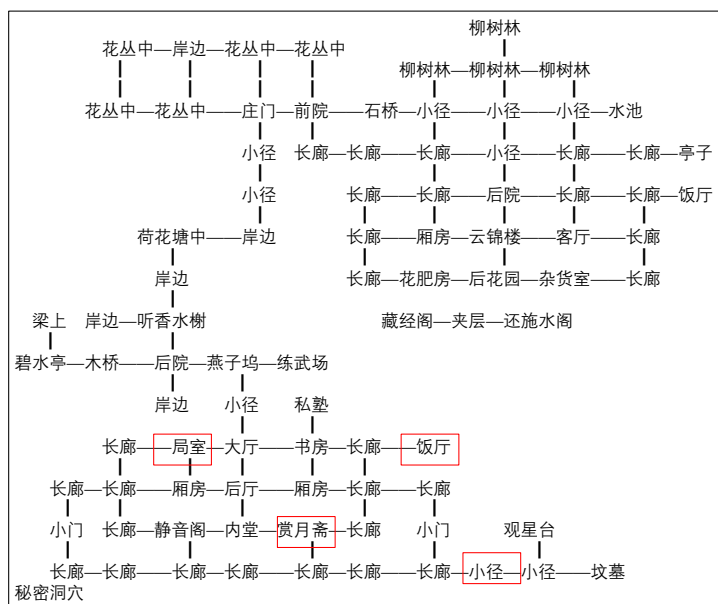 柳树林
花丛中—岸边—花丛中—花丛中
柳树林—柳树林—柳树林
花丛中—花丛中——庄门—前院——石桥—小径——小径——小径—水池
小径 长廊—长廊——长廊——小径——长廊——长廊—亭子
小径 长廊—长廊——后院——长廊——长廊—饭厅
荷花塘中——岸边 长廊——厢房—云锦楼——客厅——长廊
岸边 长廊—花肥房—后花园—杂货室—长廊
梁上 岸边—听香水榭 藏经阁—夹层—还施水阁
碧水亭—木桥——后院—燕子坞—练武场
岸边 小径 私塾
长廊——局室—大厅——书房—长廊——饭厅
长廊—长廊——厢房—后厅——厢房—长廊——长廊
小门 长廊—静音阁—内堂—赏月斋—长廊 小门 观星台
长廊—长廊——长廊——长廊——长廊—长廊——长廊—小径—小径——坟墓
秘密洞穴